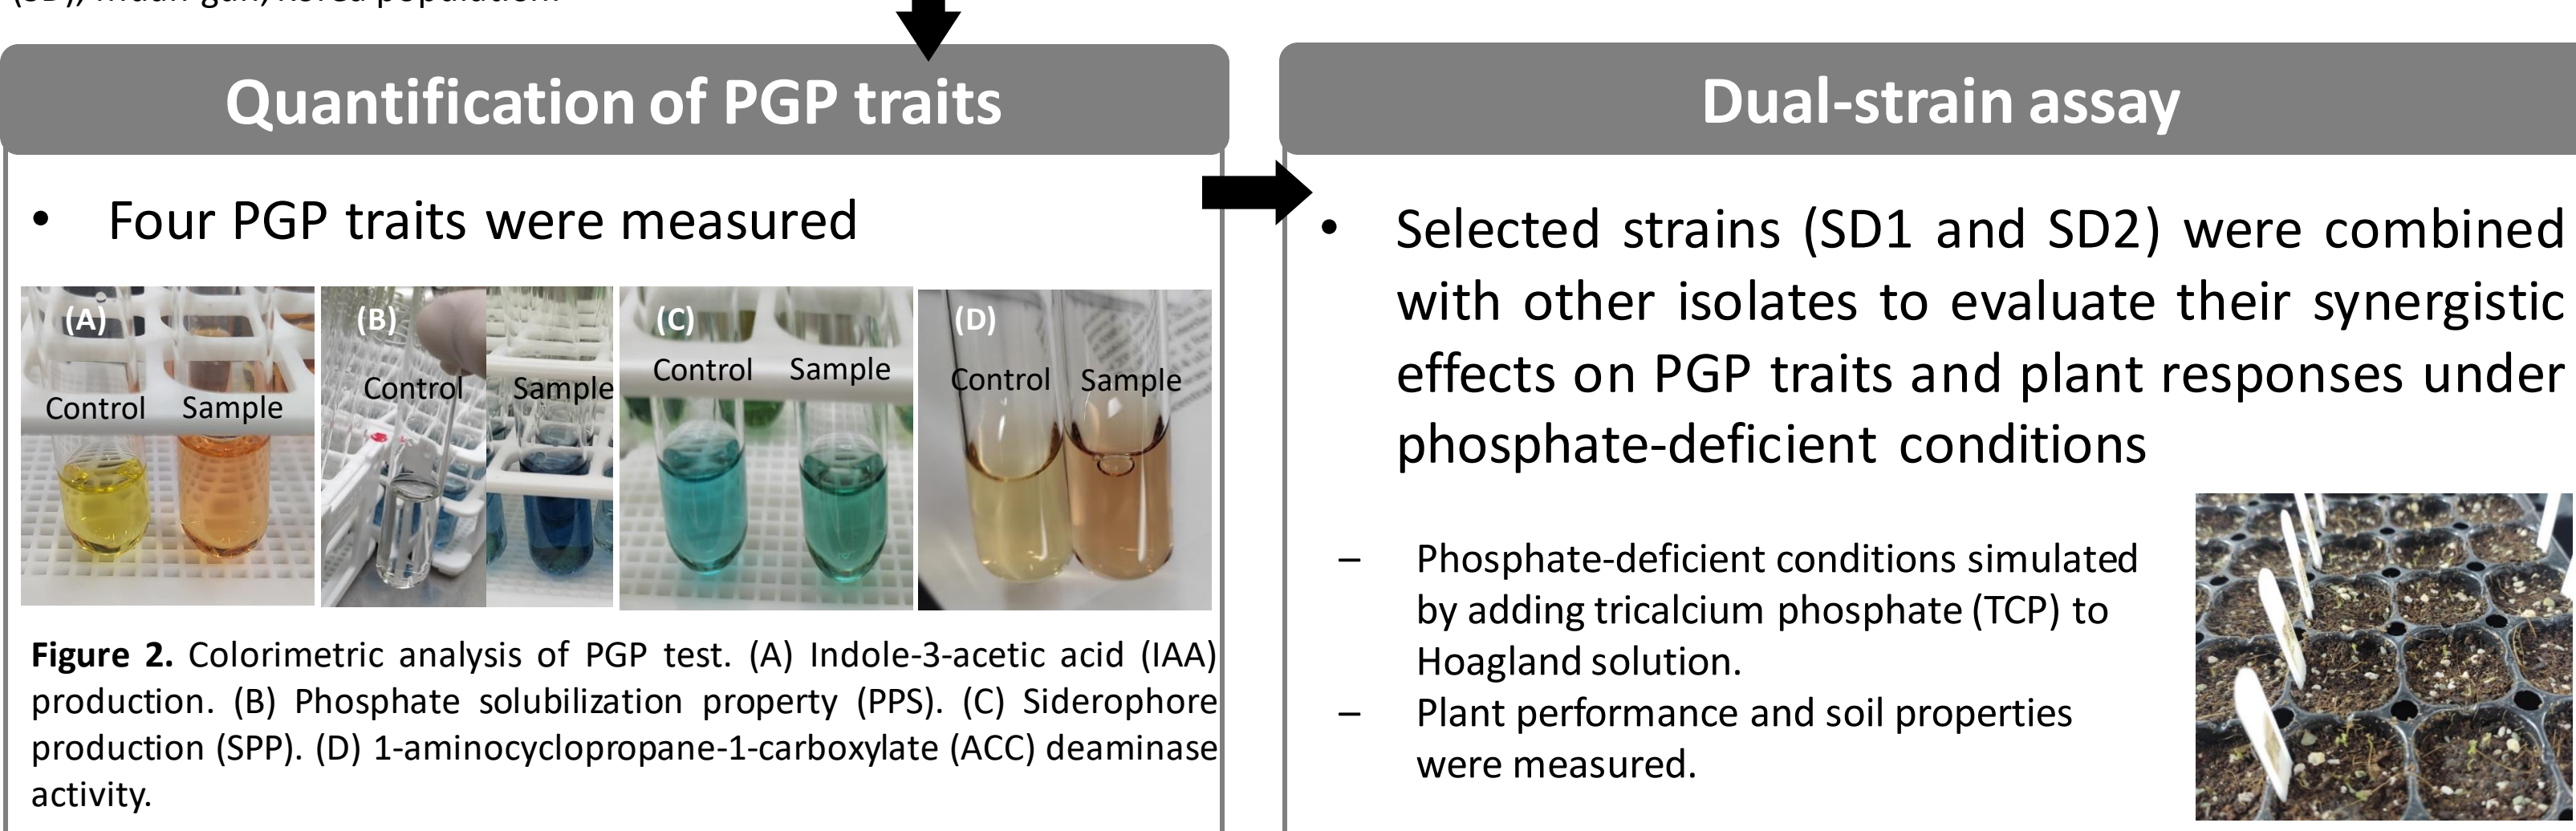 Quantification of PGP traits
• Four PGP traits were measured
(A)
Control Sample
(B)
Control Sample
(C)
Control Sample
(D)
Control Sample
Figure 2. Colorimetric analysis of PGP test. (A) Indole-3-acetic acid (IAA)
production. (B) Phosphate solubilization property (PPS). (C) Siderophore
production (SPP). (D) 1-aminocyclopropane-1-carboxylate (ACC) deaminase
activity.
Dual-strain assay
• Selected strains (SD1 and SD2) were combined
with other isolates to evaluate their synergistic
effects on PGP traits and plant responses under
phosphate-deficient conditions
– Phosphate-deficient conditions simulated
by adding tricalcium phosphate (TCP) to
Hoagland solution.
– Plant performance and soil properties
were measured.